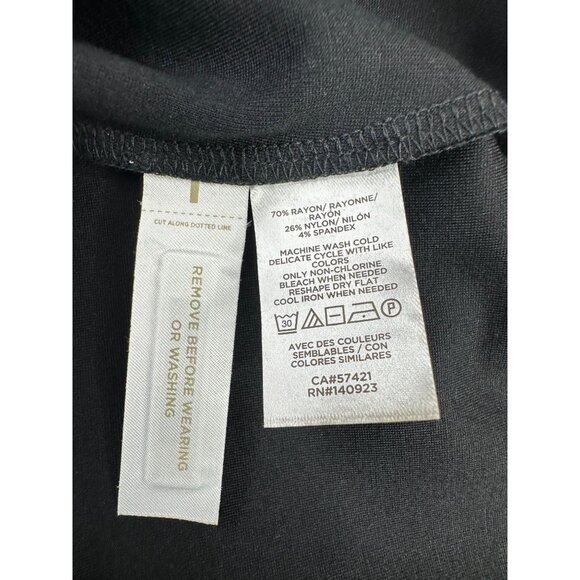 CUT ALONG DOTTED LINE
REMOVE BEFORE WEARING
OR WASHING
70% RAYON/ RAYONNE/
RAYÓN
26% NYLON/ NILÓN
4% SPANDEX
MACHINE WASH COLD
DELICATE CYCLE WITH LIKE
COLORS
ONLY NON-CHLORINE
BLEACH WHEN NEEDED
RESHAPE DRY FLAT
COOL IRON WHEN NEEDED
30 P
AVEC DES COULEURS
SEMBLABLES / CON
COLORES SIMILARES
CA#57421
RN#140923